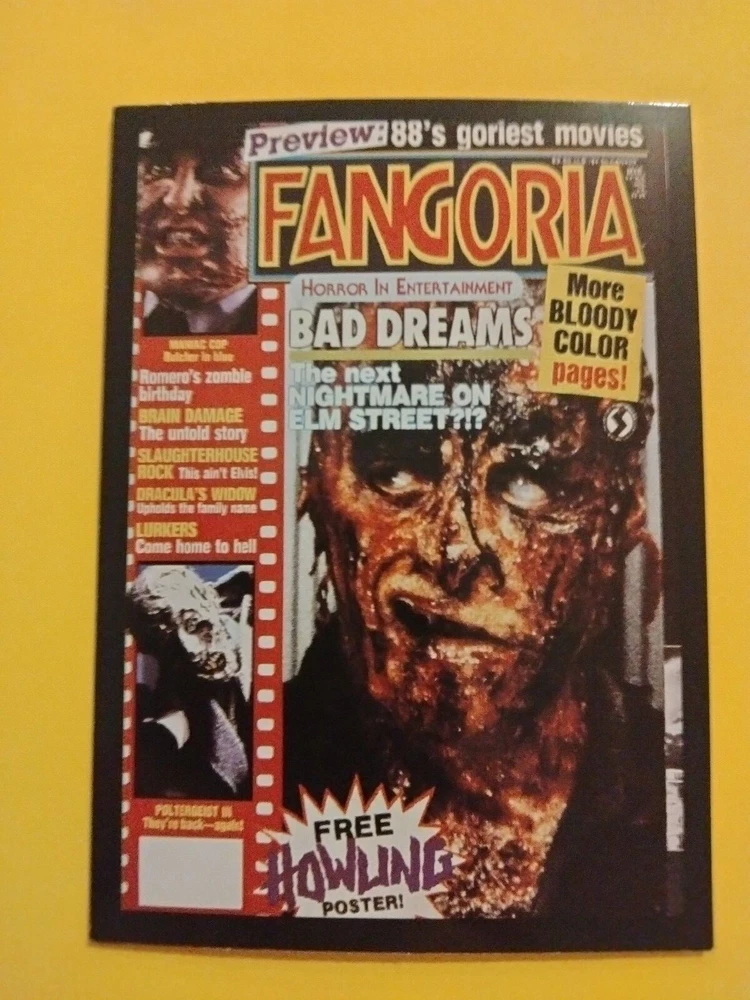 Preview: 88's goriest movies
FANGORIA
HORROR IN ENTERTAINMENT
More
BLOODY
COLOR
pages!
BAD DREAMS
The next
NIGHTMARE ON
ELM STREET?!?
MANIAC COP
Butcher in blue
Romero's zombie
birthday
BRAIN DAMAGE
The untold story
SLAUGHTERHOUSE
ROCK This ain't Elvis!
DRACULA'S WIDOW
Upholds the family name
LURKERS
Come home to hell
POLTERGEIST III
They're back—again!
FREE
HOWLING
POSTER!